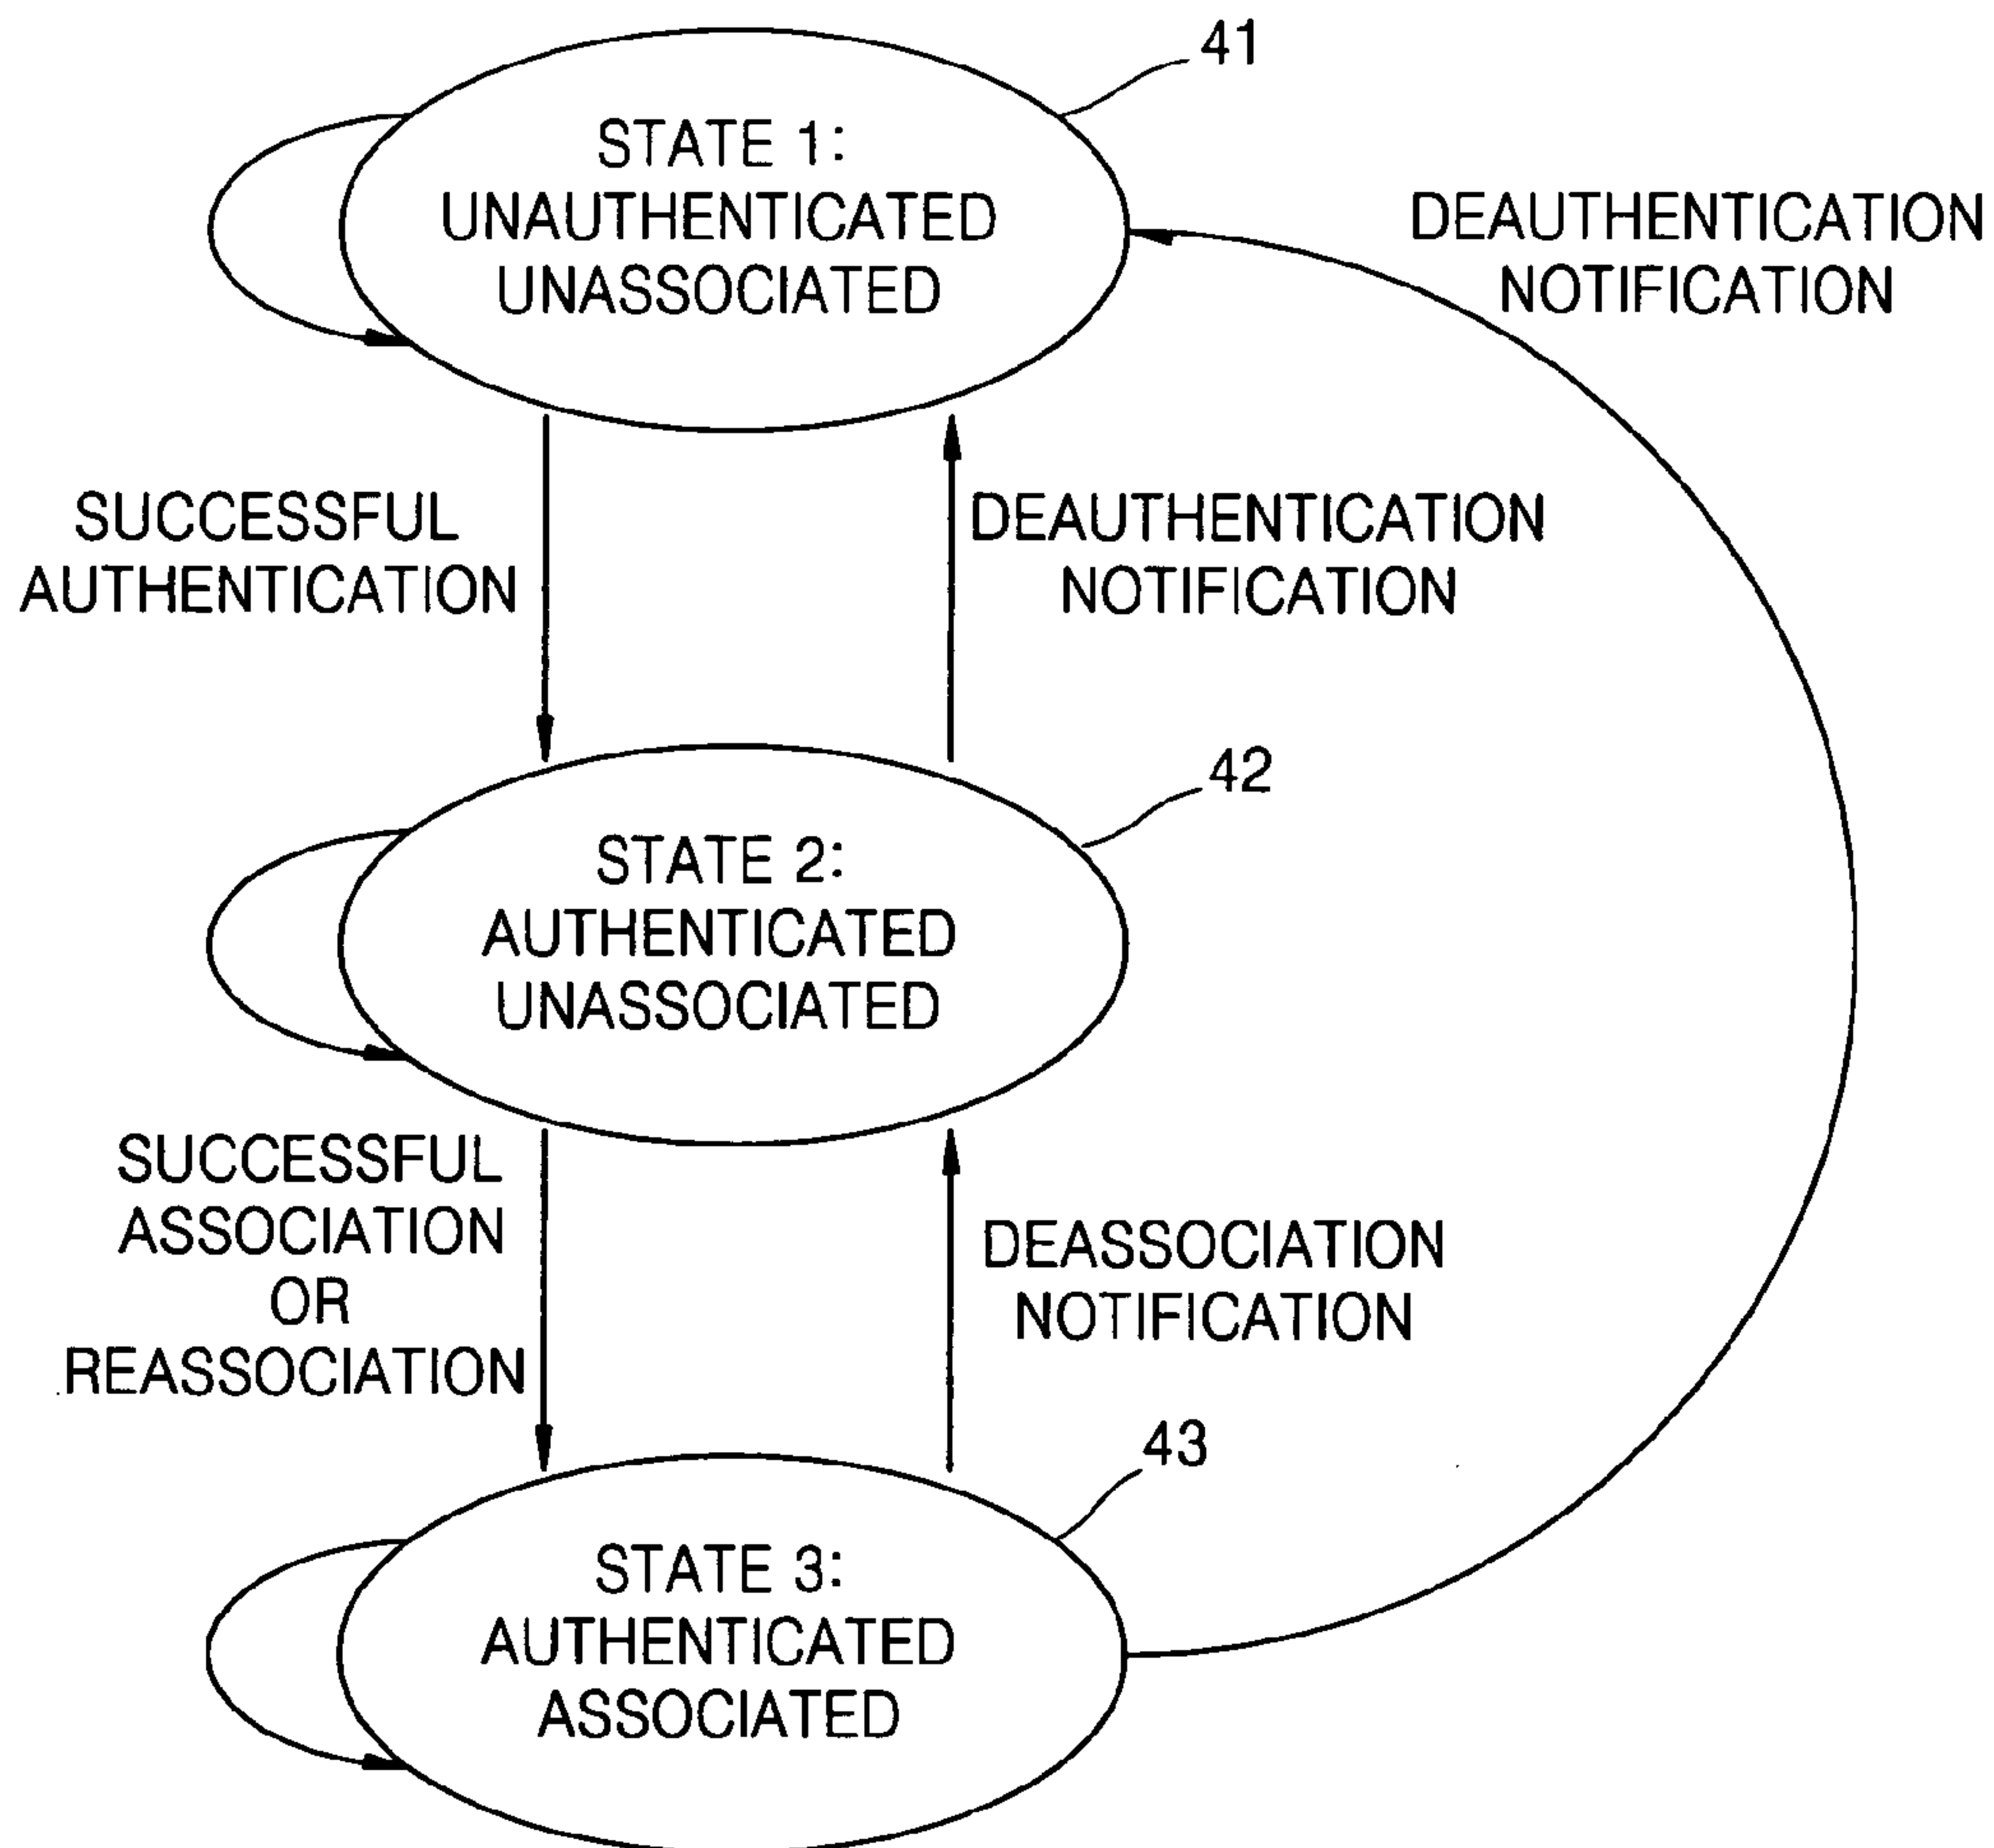 41
STATE 1:
UNAUTHENTICATED
UNASSOCIATED
DEAUTHENTICATION
NOTIFICATION
SUCCESSFUL
AUTHENTICATION
DEAUTHENTICATION
NOTIFICATION
42
STATE 2:
AUTHENTICATED
UNASSOCIATED
SUCCESSFUL
ASSOCIATION
OR
REASSOCIATION
DEASSOCIATION
NOTIFICATION
43
STATE 3:
AUTHENTICATED
ASSOCIATED